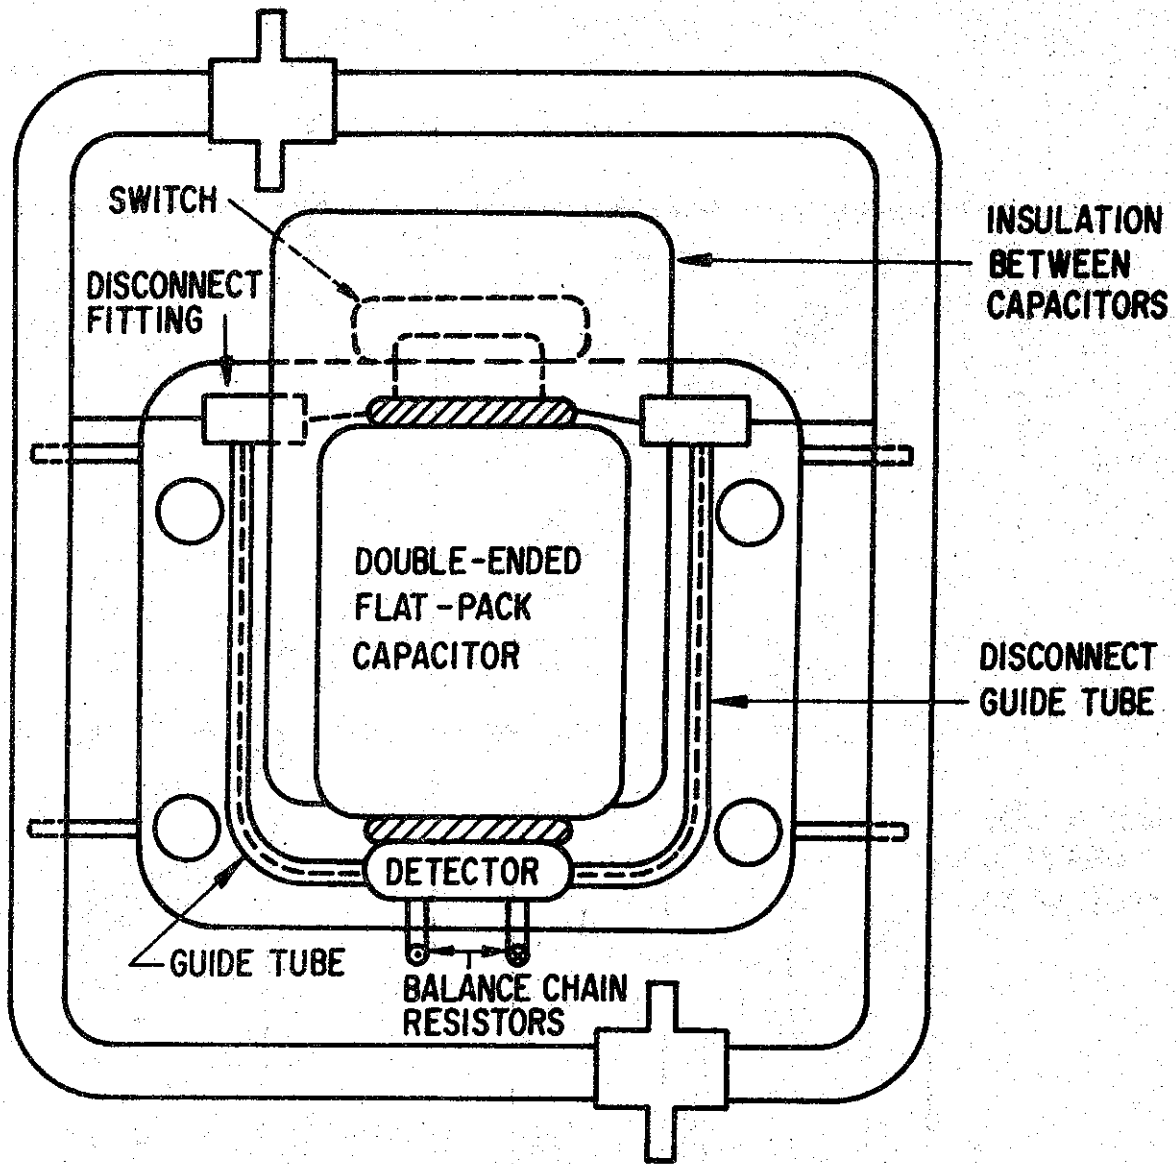 SWITCH
DISCONNECT
FITTING
INSULATION
BETWEEN
CAPACITORS
DOUBLE-ENDED
FLAT-PACK
CAPACITOR
DISCONNECT
GUIDE TUBE
DETECTOR
GUIDE TUBE
BALANCE CHAIN
RESISTORS